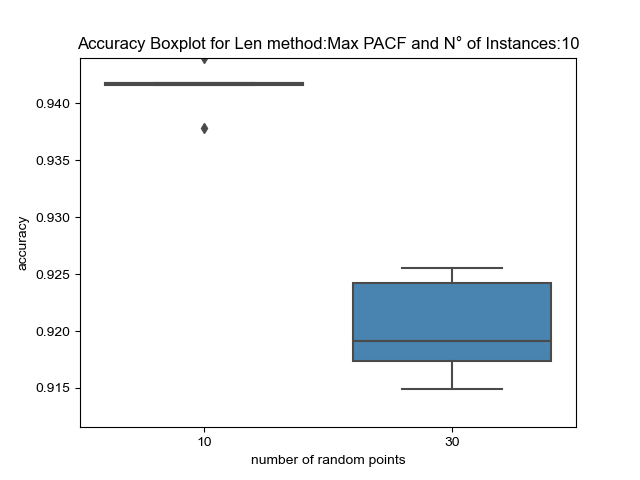 Accuracy Boxplot for Len method:Max PACF and N° of Instances:10
0.940
0.935
0.930
0.925
0.920
0.915
accuracy
10
30
number of random points